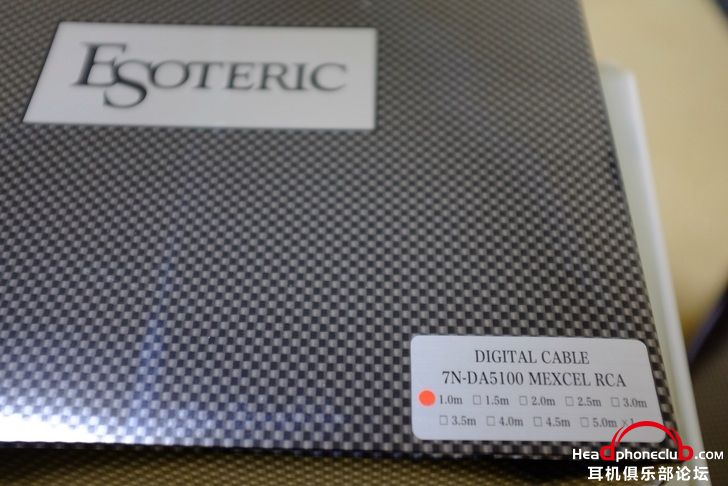 ESOTERIC
DIGITAL CABLE
7N-DA5100 MEXCEL RCA
1.0m □ 1.5m □ 2.0m □ 2.5m □ 3.0m
□ 3.5m □ 4.0m □ 4.5m □ 5.0m ×1
Headphoneclub.com
耳机俱乐部论坛